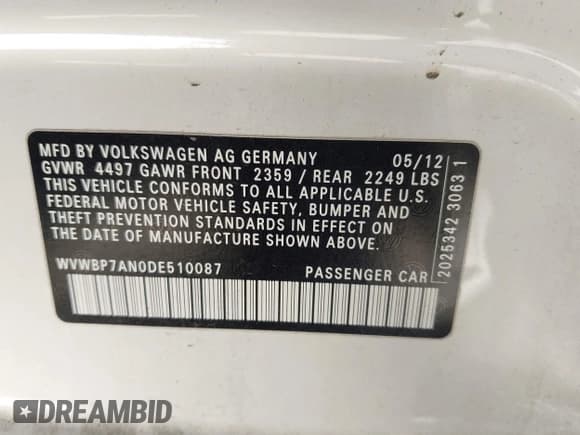 MFD BY VOLKSWAGEN AG GERMANY 05/12
GVWR 4497 GAWR FRONT 2359 / REAR 2249 LBS
THIS VEHICLE CONFORMS TO ALL APPLICABLE U.S.
FEDERAL MOTOR VEHICLE SAFETY, BUMPER AND
THEFT PREVENTION STANDARDS IN EFFECT ON
THE DATE OF MANUFACTURE SHOWN ABOVE.
WVWBP7AN0DE510087 PASSENGER CAR
2025342 3063 1
DREAMBID